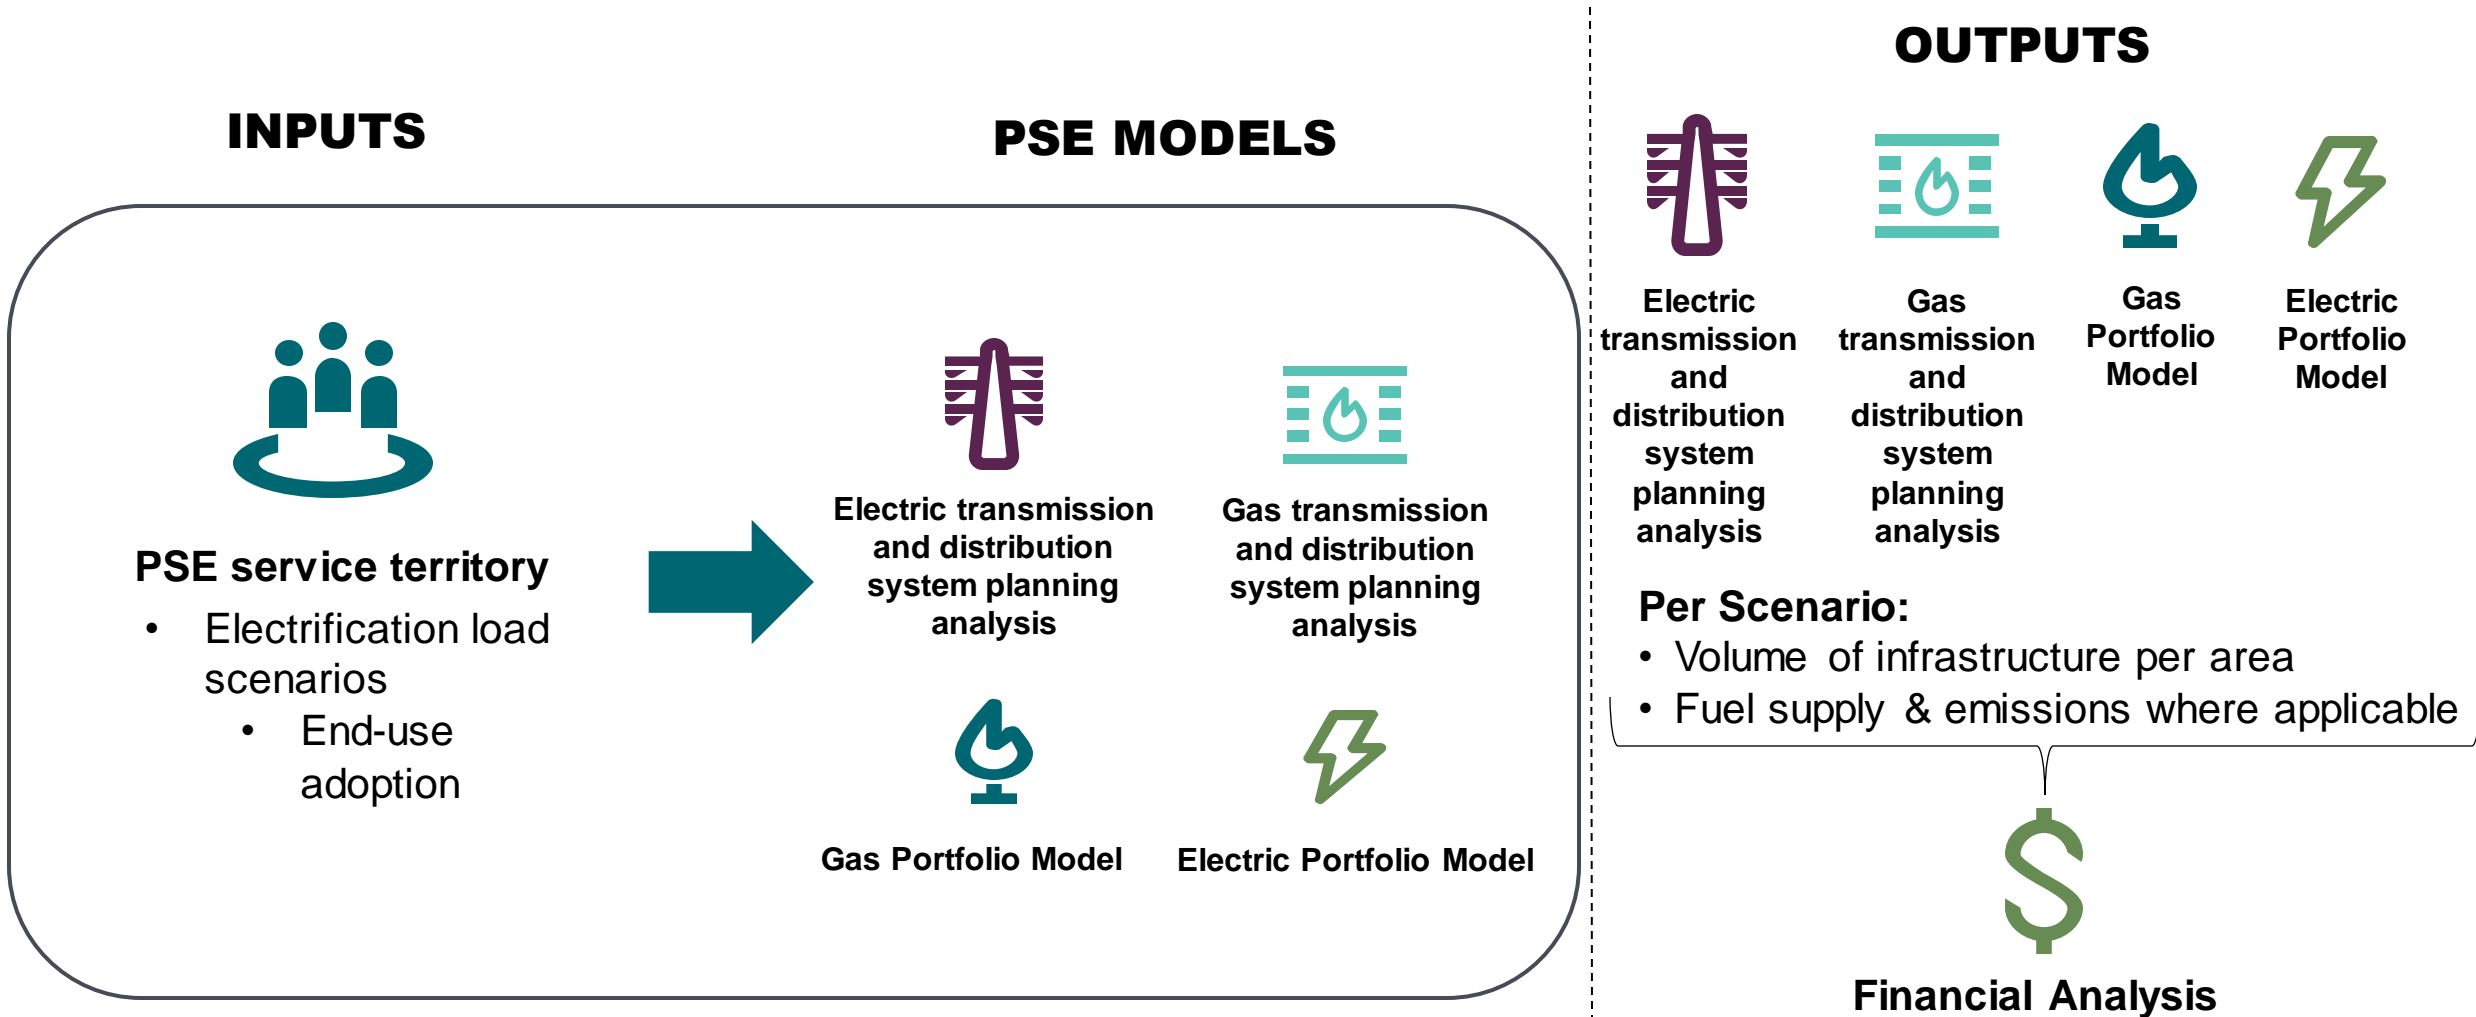 INPUTS
PSE service territory
• Electrification load
scenarios
• End-use
adoption
PSE MODELS
Electric transmission
and distribution
system planning
analysis
Gas transmission
and distribution
system planning
analysis
Gas Portfolio Model
Electric Portfolio Model
OUTPUTS
Electric
transmission
and
distribution
system
planning
analysis
Gas
transmission
and
distribution
system
planning
analysis
Gas
Portfolio
Model
Electric
Portfolio
Model
Per Scenario:
• Volume of infrastructure per area
• Fuel supply & emissions where applicable
$
Financial Analysis